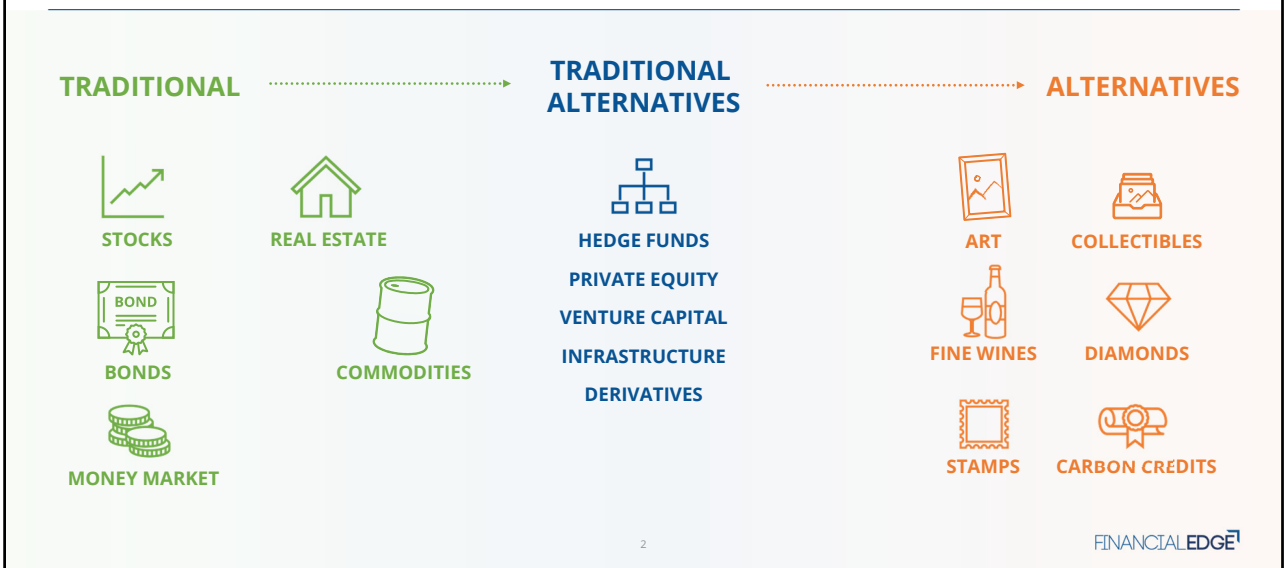 TRADITIONAL
TRADITIONAL
ALTERNATIVES
ALTERNATIVES
STOCKS
REAL ESTATE
HEDGE FUNDS
ART
COLLECTIBLES
PRIVATE EQUITY
BOND
VENTURE CAPITAL
INFRASTRUCTURE
FINE WINES
DIAMONDS
BONDS
COMMODITIES
DERIVATIVES
STAMPS
CARBON CREDITS
MONEY MARKET
2
FINANCIALEDGE